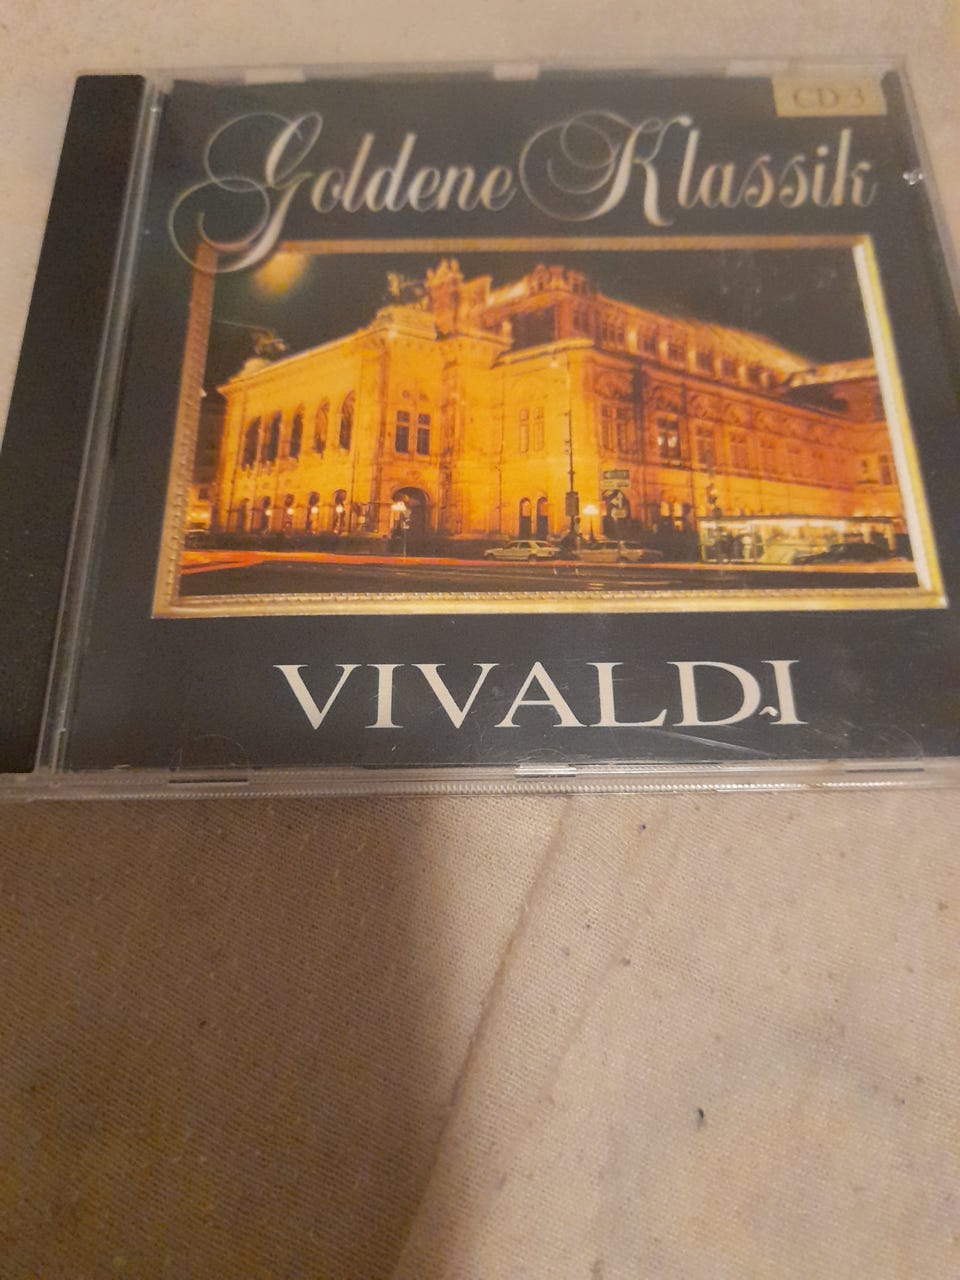 CD 3
Goldene Klassik
VIVALDI